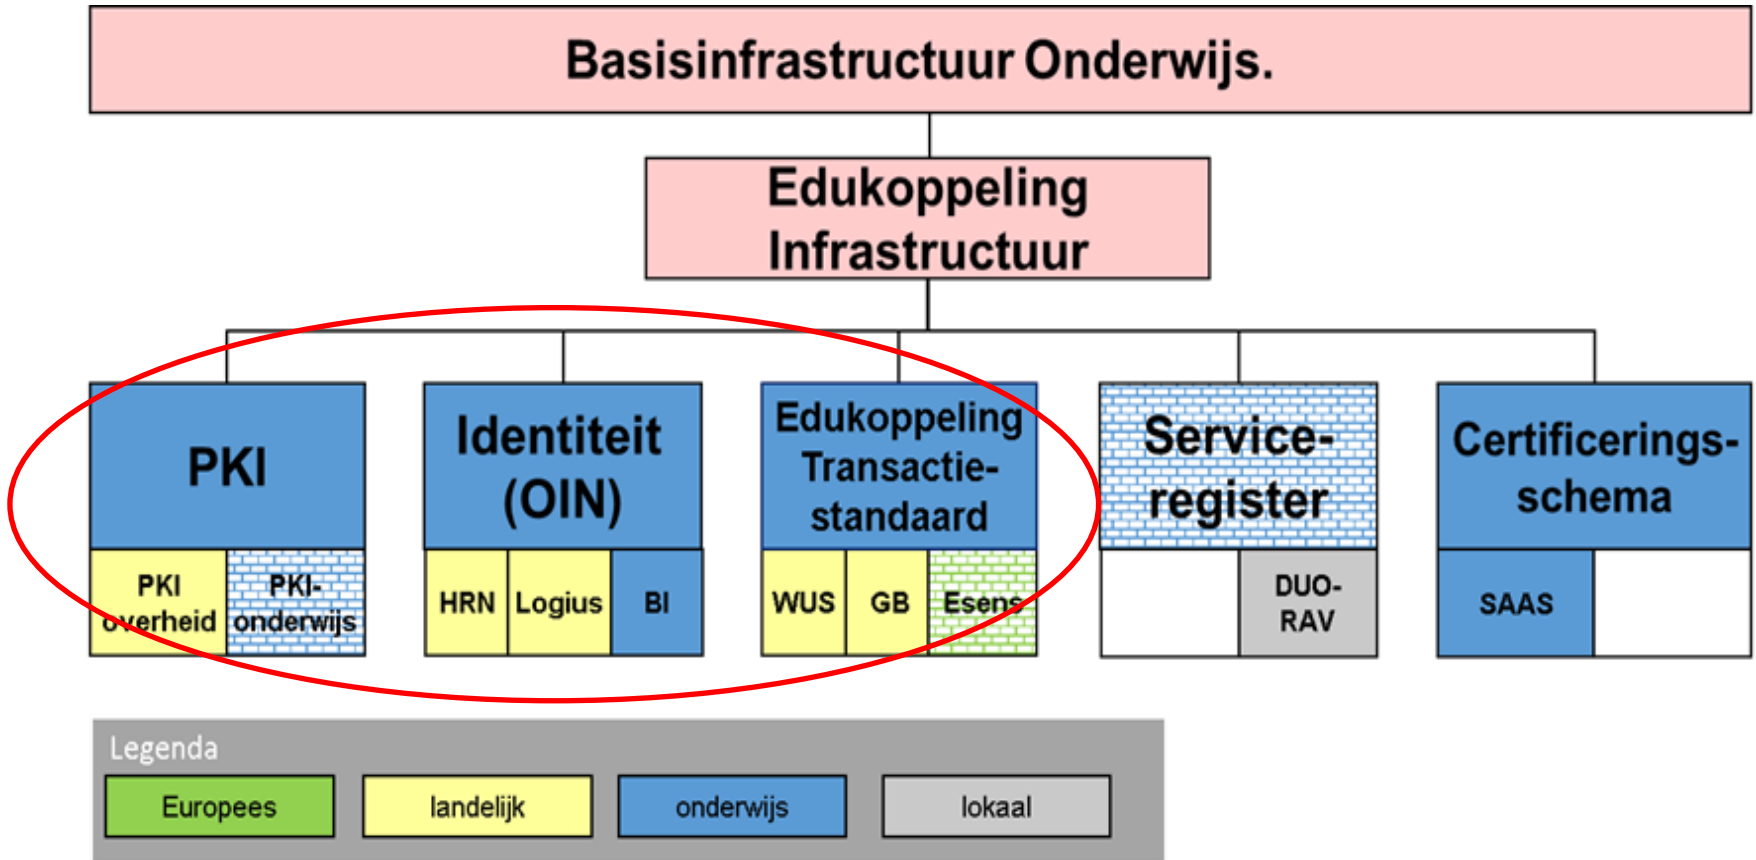 Basisinfrastructuur Onderwijs.
Edukoppeling
Infrastructuur
PKI
Identiteit
(OIN)
Edukoppeling
Transactie-
standaard
Service-
register
Certificerings-
schema
PKI
overheid
PKI-
onderwijs
HRN
Logius
BI
WUS
GB
Esens
DUO-
RAV
SAAS
Legenda
Europees
landelijk
onderwijs
lokaal